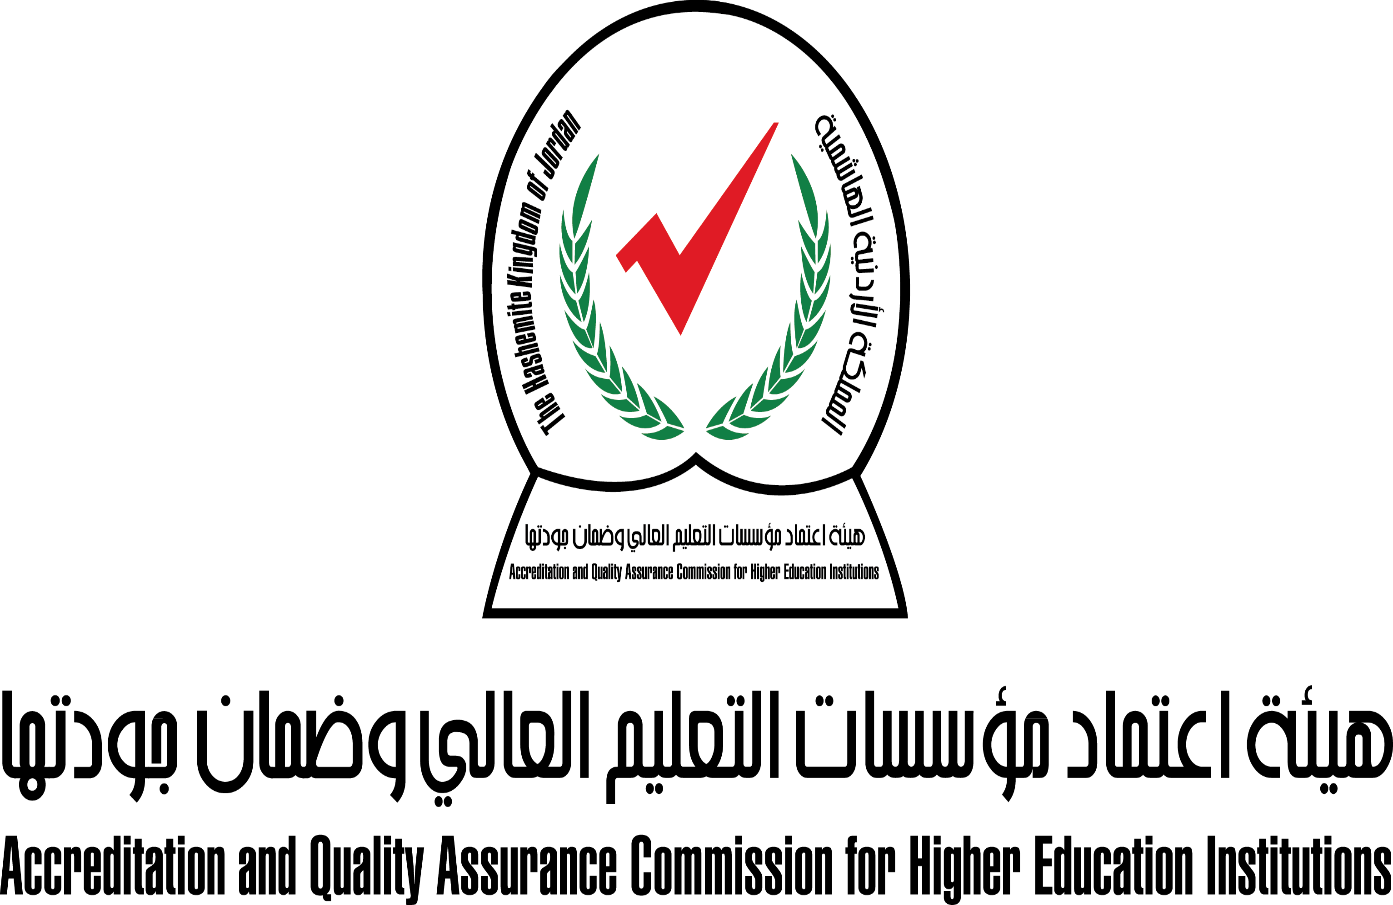 The Hashemite Kingdom of Jordan
المملكة الأردنية الهاشمية
هيئة اعتماد مؤسسات التعليم العالي وضمان جودتها
Accreditation and Quality Assurance Commission for Higher Education Institutions
هيئة اعتماد مؤسسات التعليم العالي وضمان جودتها
Accreditation and Quality Assurance Commission for Higher Education Institutions